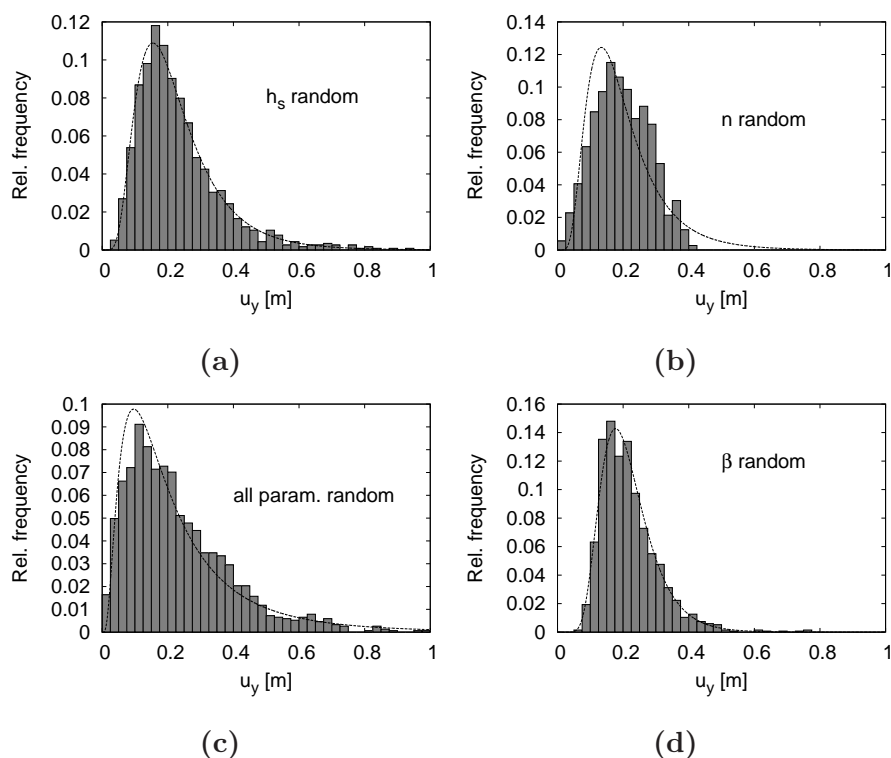 0.12
0.1
0.08
0.06
0.04
0.02
0
Rel. frequency
h_s random
0 0.2 0.4 0.6 0.8 1
u_y [m]
(a)
0.14
0.12
0.1
0.08
0.06
0.04
0.02
0
Rel. frequency
n random
0 0.2 0.4 0.6 0.8 1
u_y [m]
(b)
0.1
0.09
0.08
0.07
0.06
0.05
0.04
0.03
0.02
0.01
0
Rel. frequency
all param. random
0 0.2 0.4 0.6 0.8 1
u_y [m]
(c)
0.16
0.14
0.12
0.1
0.08
0.06
0.04
0.02
0
Rel. frequency
β random
0 0.2 0.4 0.6 0.8 1
u_y [m]
(d)